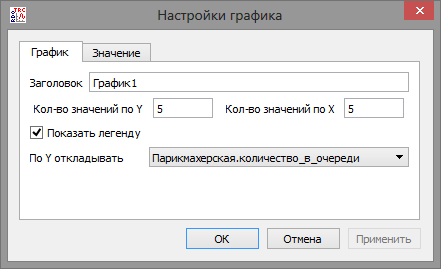 Настройки графика
График Значение
Заголовок График1
Кол-во значений по Y 5 Кол-во значений по X 5
Показать легенду
По Y откладывать Парикмахерская.количество_в_очереди
OK Отмена Применить